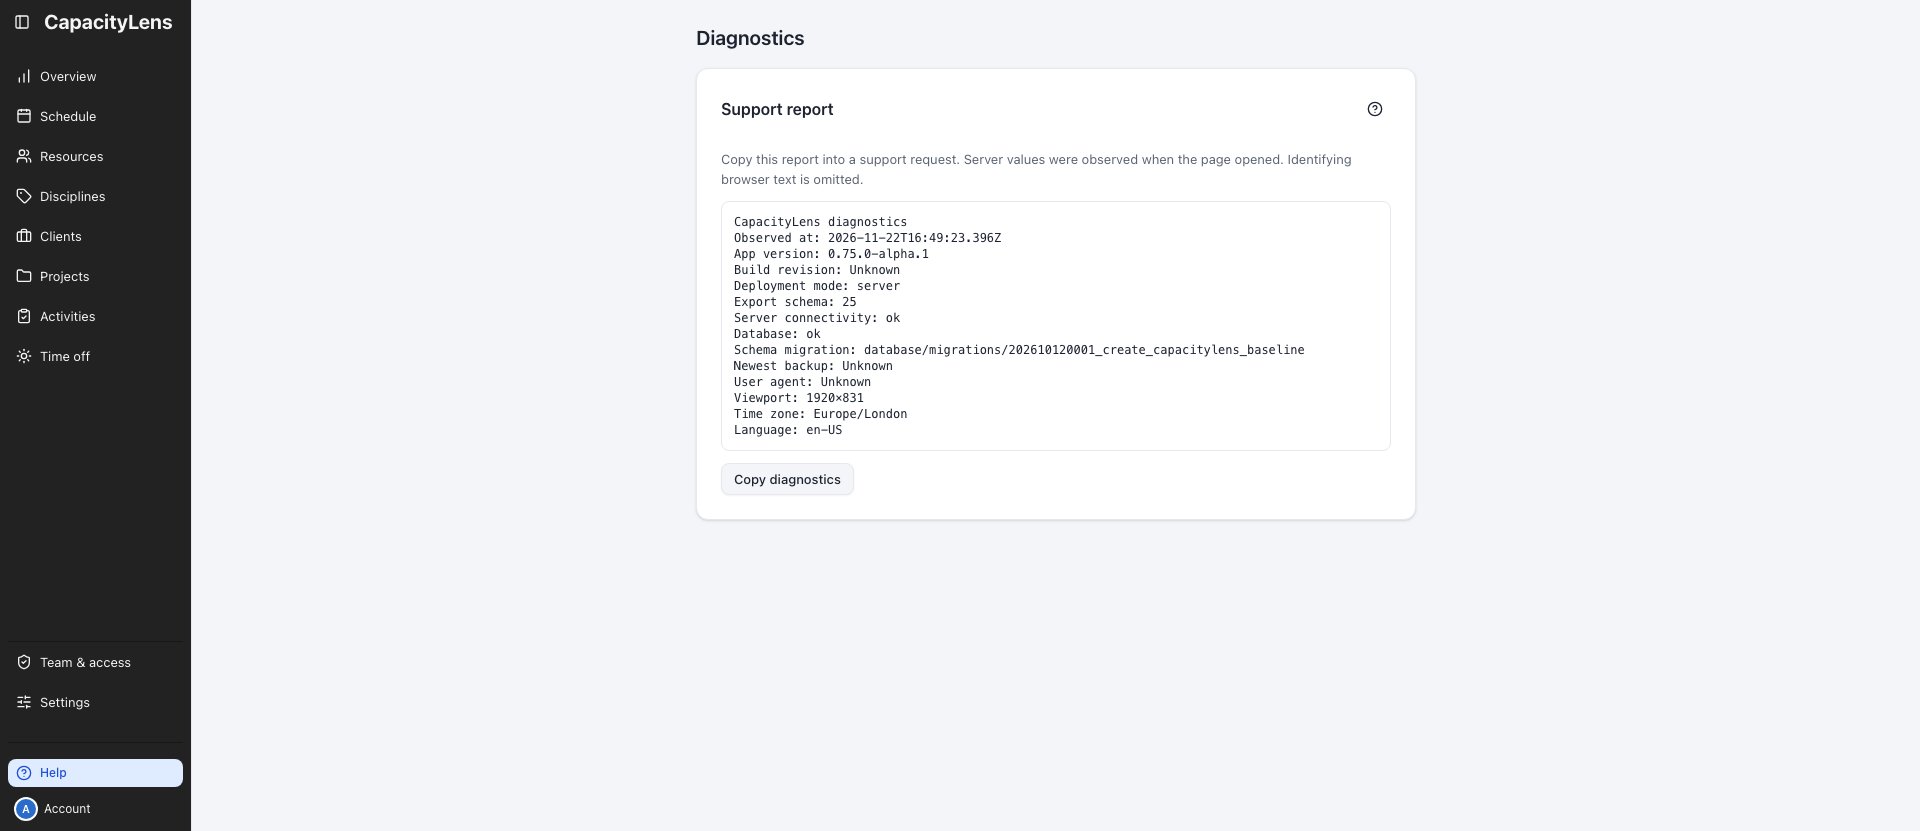 CapacityLens
Overview
Schedule
Resources
Disciplines
Clients
Projects
Activities
Time off
Team & access
Settings
Help
A Account
Diagnostics
Support report
Copy this report into a support request. Server values were observed when the page opened. Identifying
browser text is omitted.
CapacityLens diagnostics
Observed at: 2026-11-22T16:49:23.396Z
App version: 0.75.0-alpha.1
Build revision: Unknown
Deployment mode: server
Export schema: 25
Server connectivity: ok
Database: ok
Schema migration: database/migrations/202610120001_create_capacitylens_baseline
Newest backup: Unknown
User agent: Unknown
Viewport: 1920×831
Time zone: Europe/London
Language: en-US
Copy diagnostics